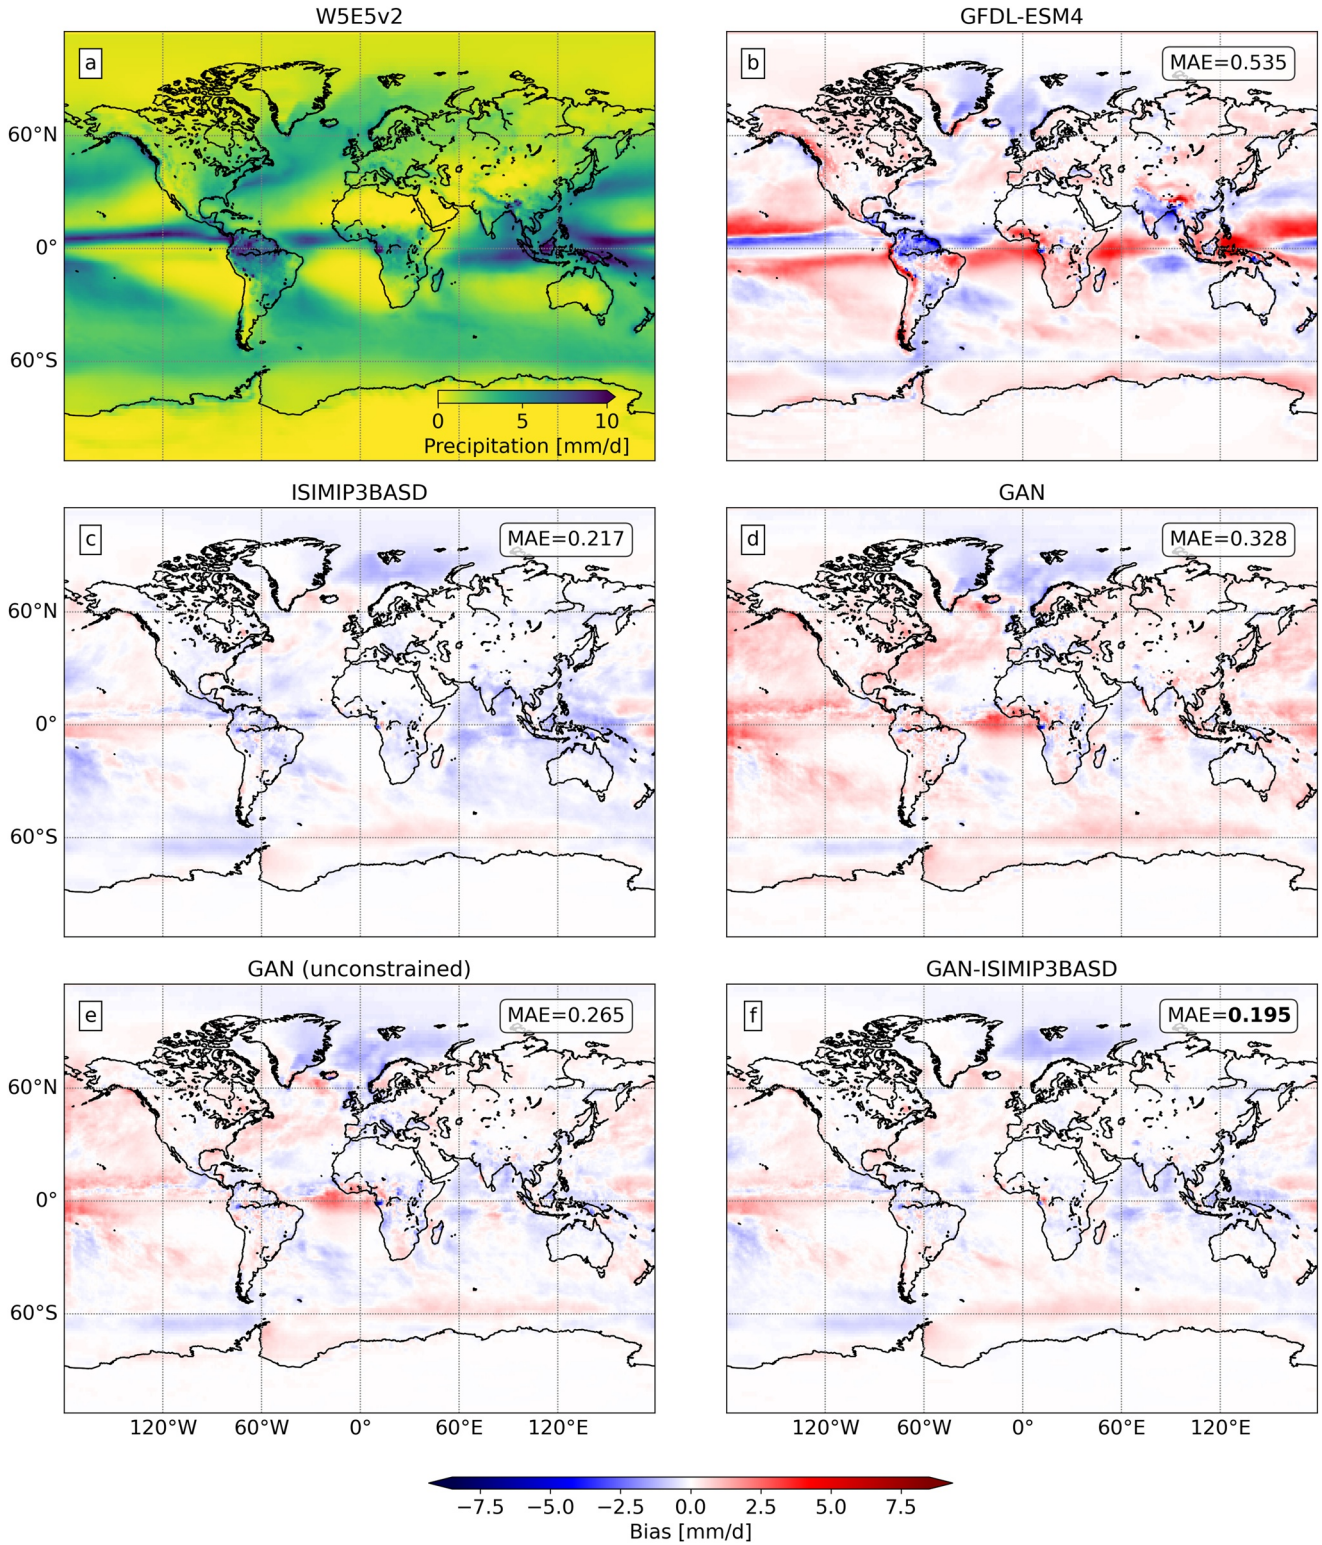 W5E5v2
GFDL-ESM4
a
b
MAE=0.535
60°N
0°
60°S
0 5 10
Precipitation [mm/d]
ISIMIP3BASD
GAN
c
MAE=0.217
d
MAE=0.328
60°N
0°
60°S
GAN (unconstrained)
GAN-ISIMIP3BASD
e
MAE=0.265
f
MAE=0.195
60°N
0°
60°S
120°W 60°W 0° 60°E 120°E
120°W 60°W 0° 60°E 120°E
−7.5 −5.0 −2.5 0.0 2.5 5.0 7.5
Bias [mm/d]